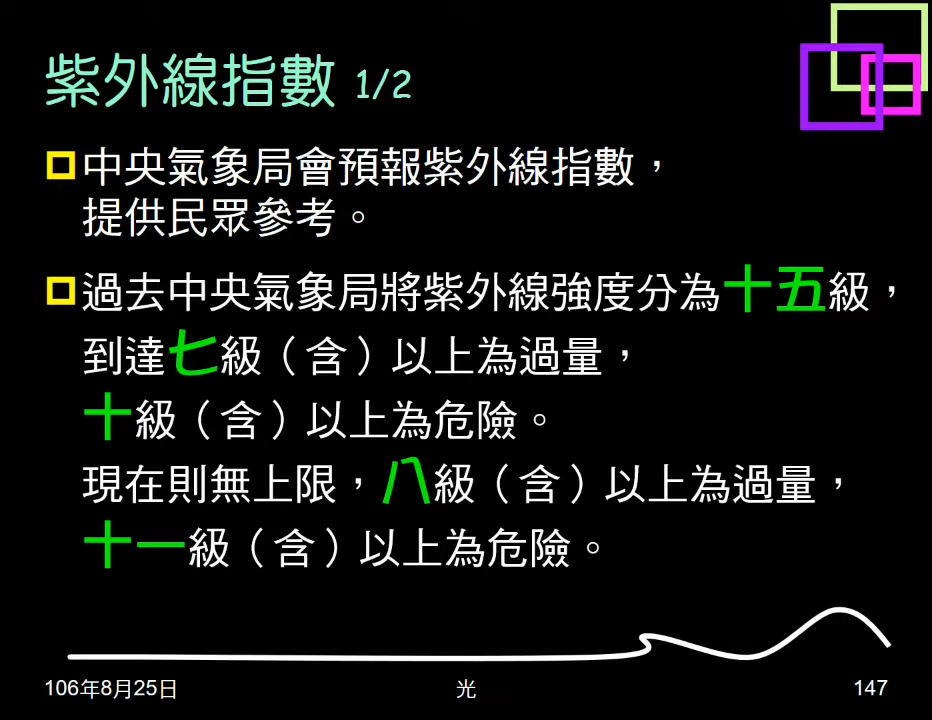 紫外線指數 1/2
中央氣象局會預報紫外線指數，
提供民眾參考。
過去中央氣象局將紫外線強度分為十五級，
到達七級（含）以上為過量，
十級（含）以上為危險。
現在則無上限，八級（含）以上為過量，
十一級（含）以上為危險。
106年8月25日
光
147